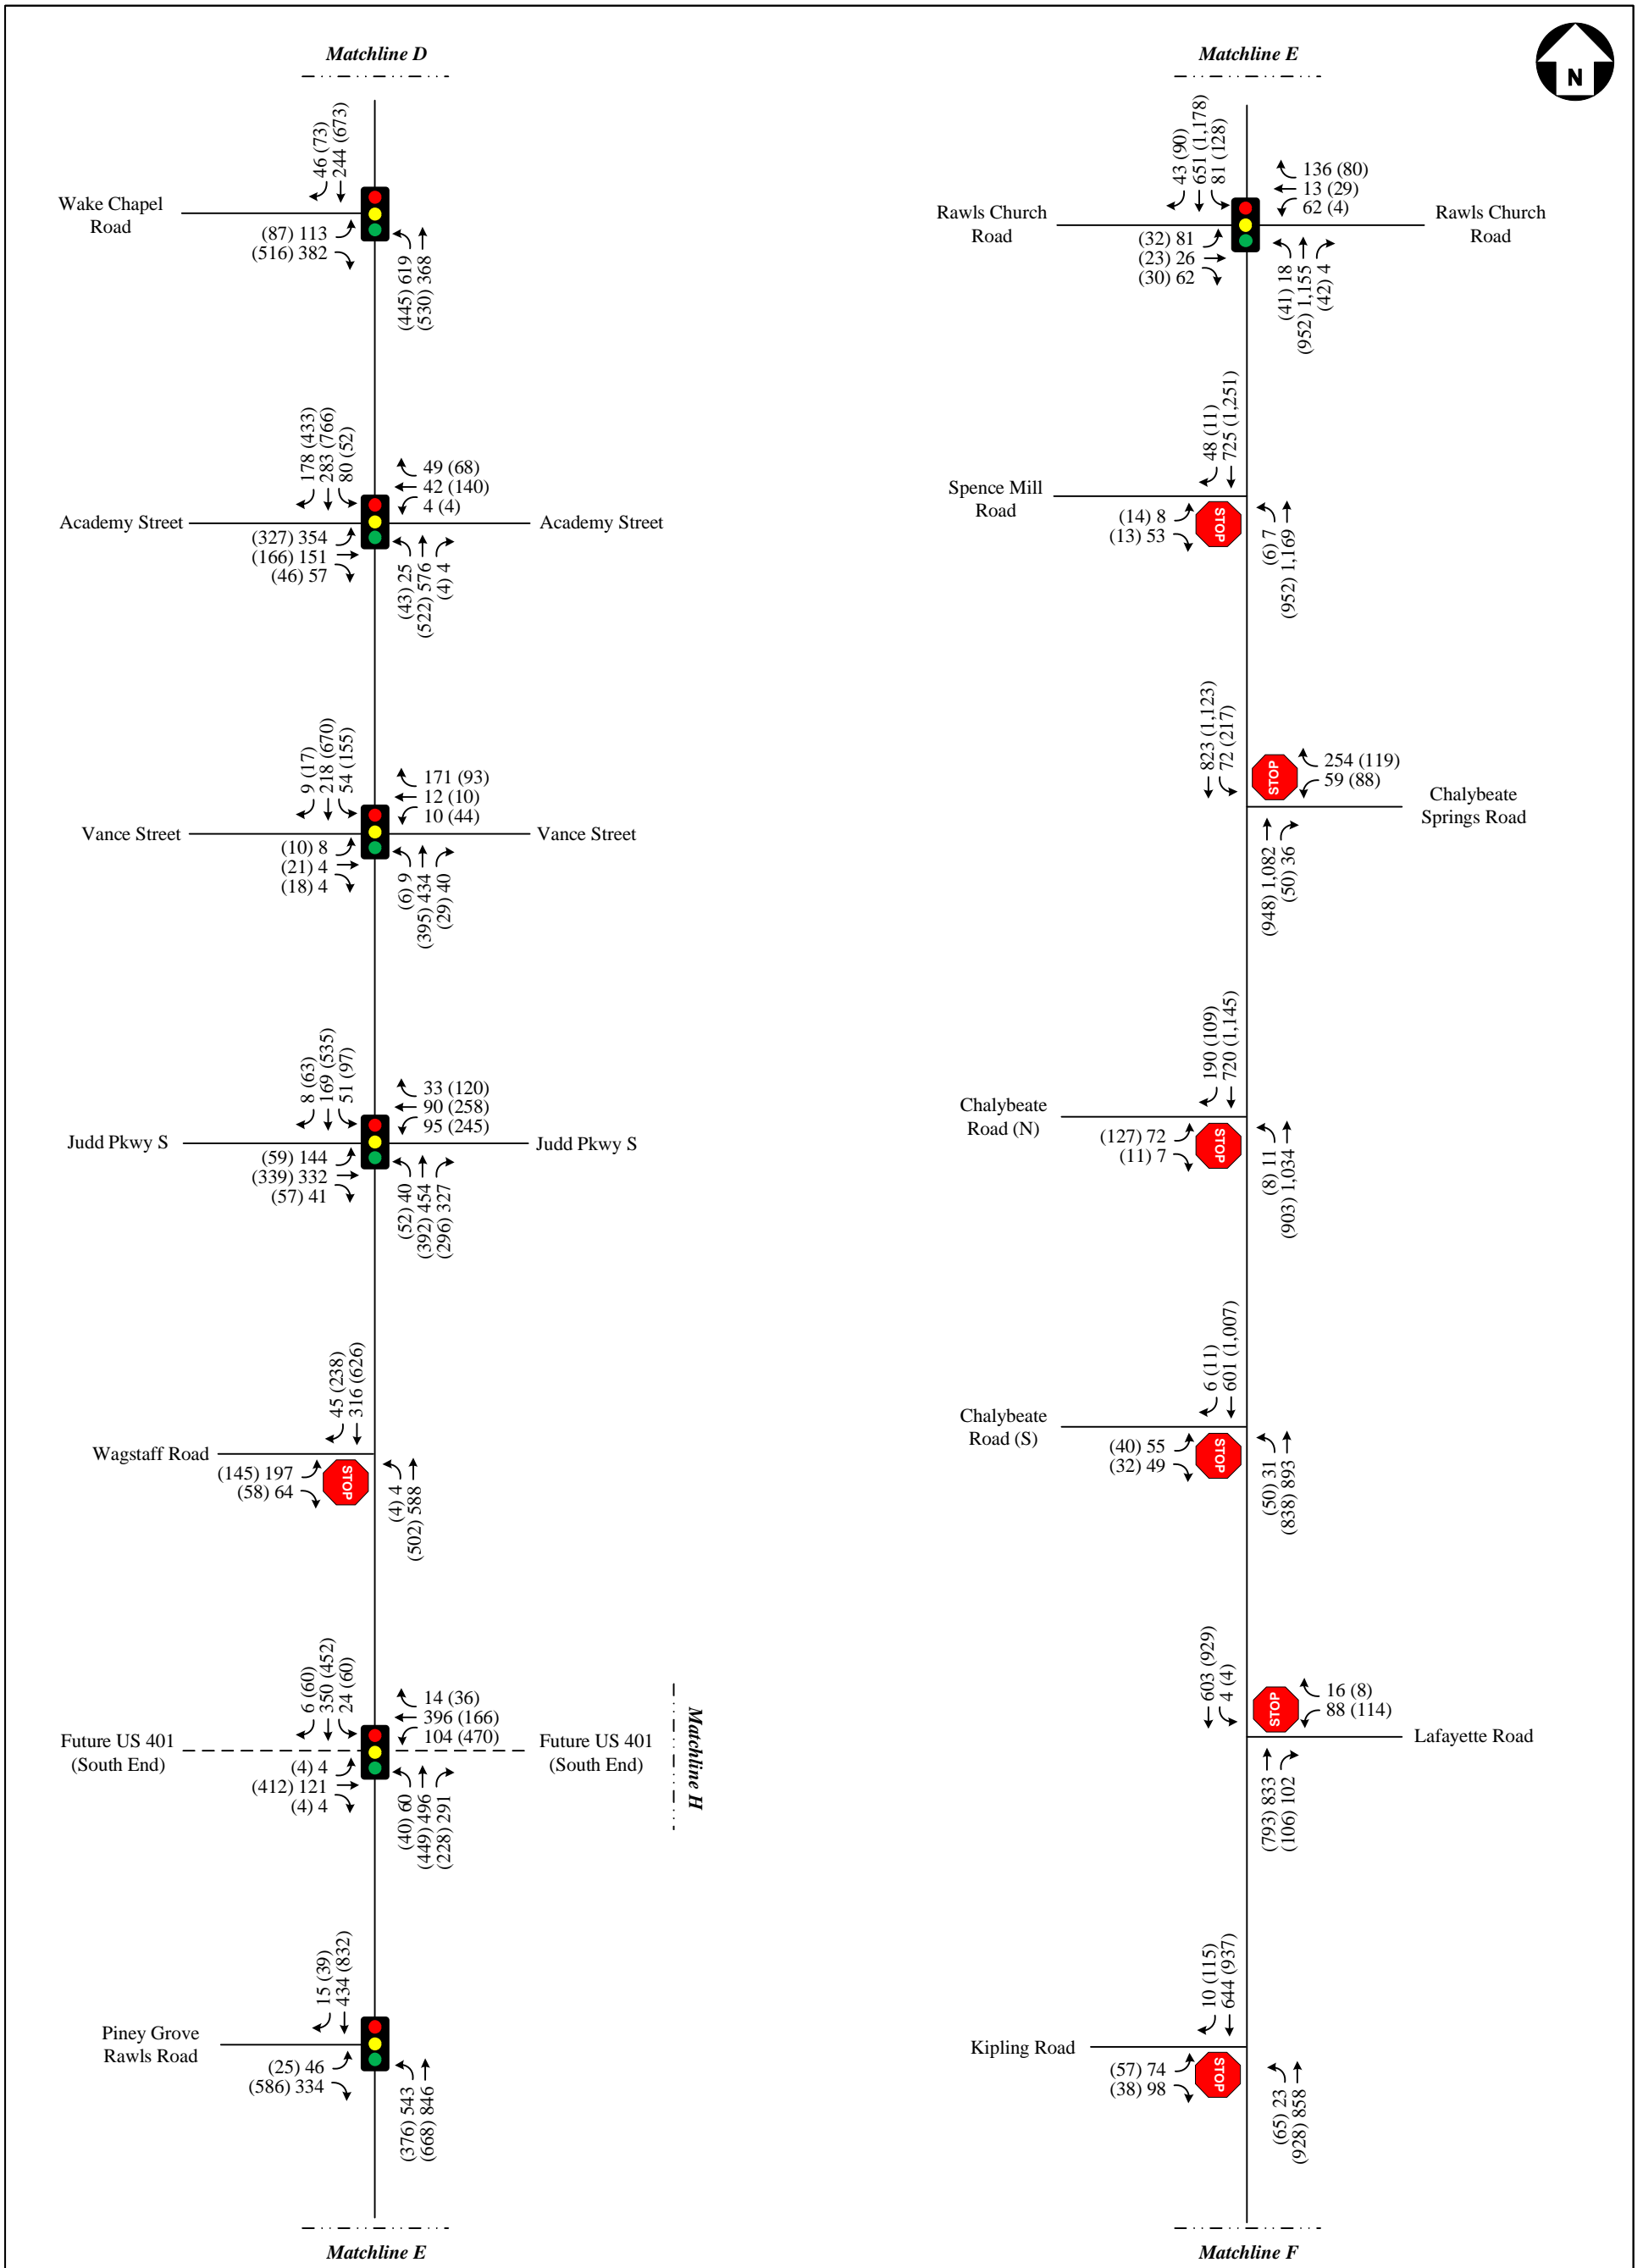 Matchline D
46 (73)
244 (673)
Wake Chapel
Road
(87) 113
(516) 382
(445) 619
(530) 368
178 (433)
283 (766)
80 (52)
49 (68)
42 (140)
4 (4)
Academy Street
Academy Street
(327) 354
(166) 151
(46) 57
(43) 25
(522) 576
(4) 4
9 (17)
218 (670)
54 (155)
171 (93)
12 (10)
10 (44)
Vance Street
Vance Street
(10) 8
(21) 4
(18) 4
(6) 9
(395) 434
(29) 40
8 (63)
169 (535)
51 (97)
33 (120)
90 (258)
95 (245)
Judd Pkwy S
Judd Pkwy S
(59) 144
(339) 332
(57) 41
(52) 40
(392) 454
(296) 327
45 (238)
316 (626)
Wagstaff Road
(145) 197
(58) 64
STOP
(4) 4
(502) 588
6 (60)
350 (452)
24 (60)
14 (36)
396 (166)
104 (470)
Future US 401
(South End)
Future US 401
(South End)
(4) 4
(412) 121
(4) 4
(40) 60
(449) 496
(228) 291
Matchline H
15 (39)
434 (832)
Piney Grove
Rawls Road
(25) 46
(586) 334
(376) 543
(668) 846
Matchline E
Matchline E
N
43 (90)
651 (1,178)
81 (128)
136 (80)
13 (29)
62 (4)
Rawls Church
Road
Rawls Church
Road
(32) 81
(23) 26
(30) 62
(41) 18
(952) 1,155
(42) 4
48 (11)
725 (1,251)
Spence Mill
Road
(14) 8
(13) 53
STOP
(6) 7
(952) 1,169
823 (1,123)
72 (217)
STOP
254 (119)
59 (88)
Chalybeate
Springs Road
(948) 1,082
(50) 36
190 (109)
720 (1,145)
Chalybeate
Road (N)
(127) 72
(11) 7
STOP
(8) 11
(903) 1,034
6 (11)
601 (1,007)
Chalybeate
Road (S)
(40) 55
(32) 49
STOP
(50) 31
(838) 893
603 (929)
4 (4)
STOP
16 (8)
88 (114)
Lafayette Road
(793) 833
(106) 102
10 (115)
644 (937)
Kipling Road
(57) 74
(38) 98
STOP
(65) 23
(928) 858
Matchline F